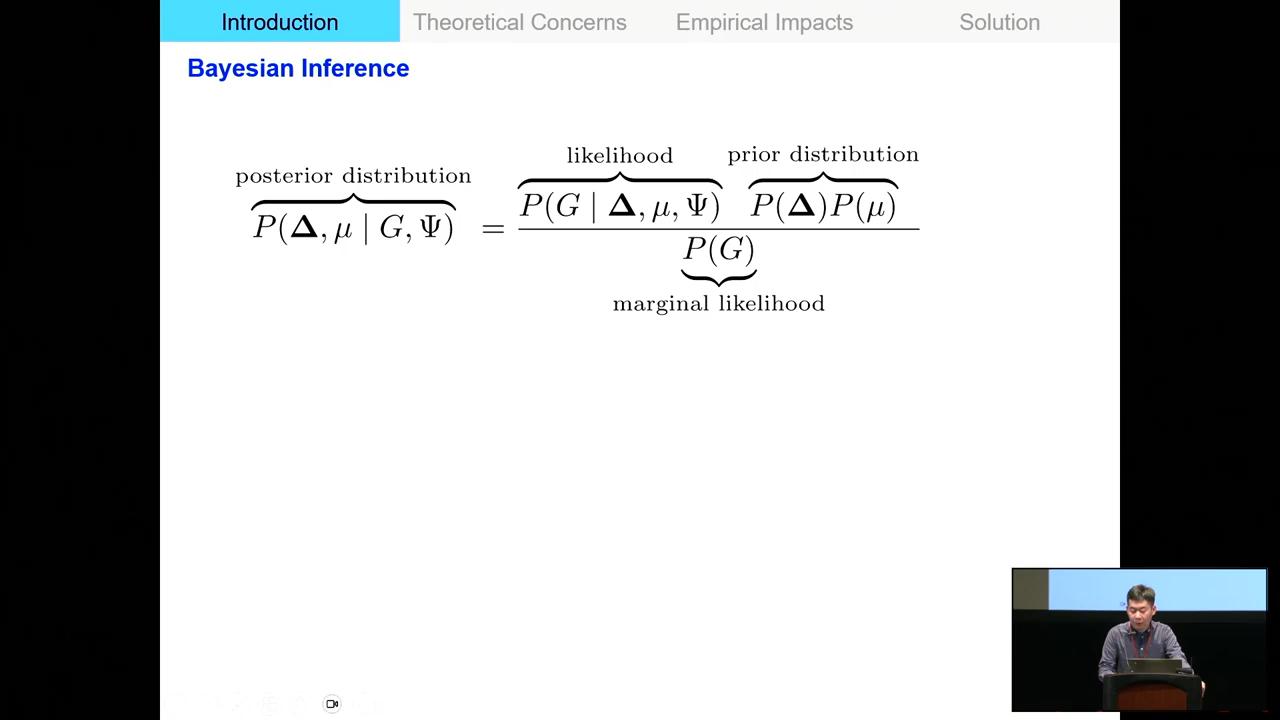 Introduction Theoretical Concerns Empirical Impacts Solution
Bayesian Inference
likelihood prior distribution
posterior distribution
P(G | Δ, μ, Ψ) P(Δ)P(μ)
P(Δ, μ | G, Ψ) =
P(G)
marginal likelihood